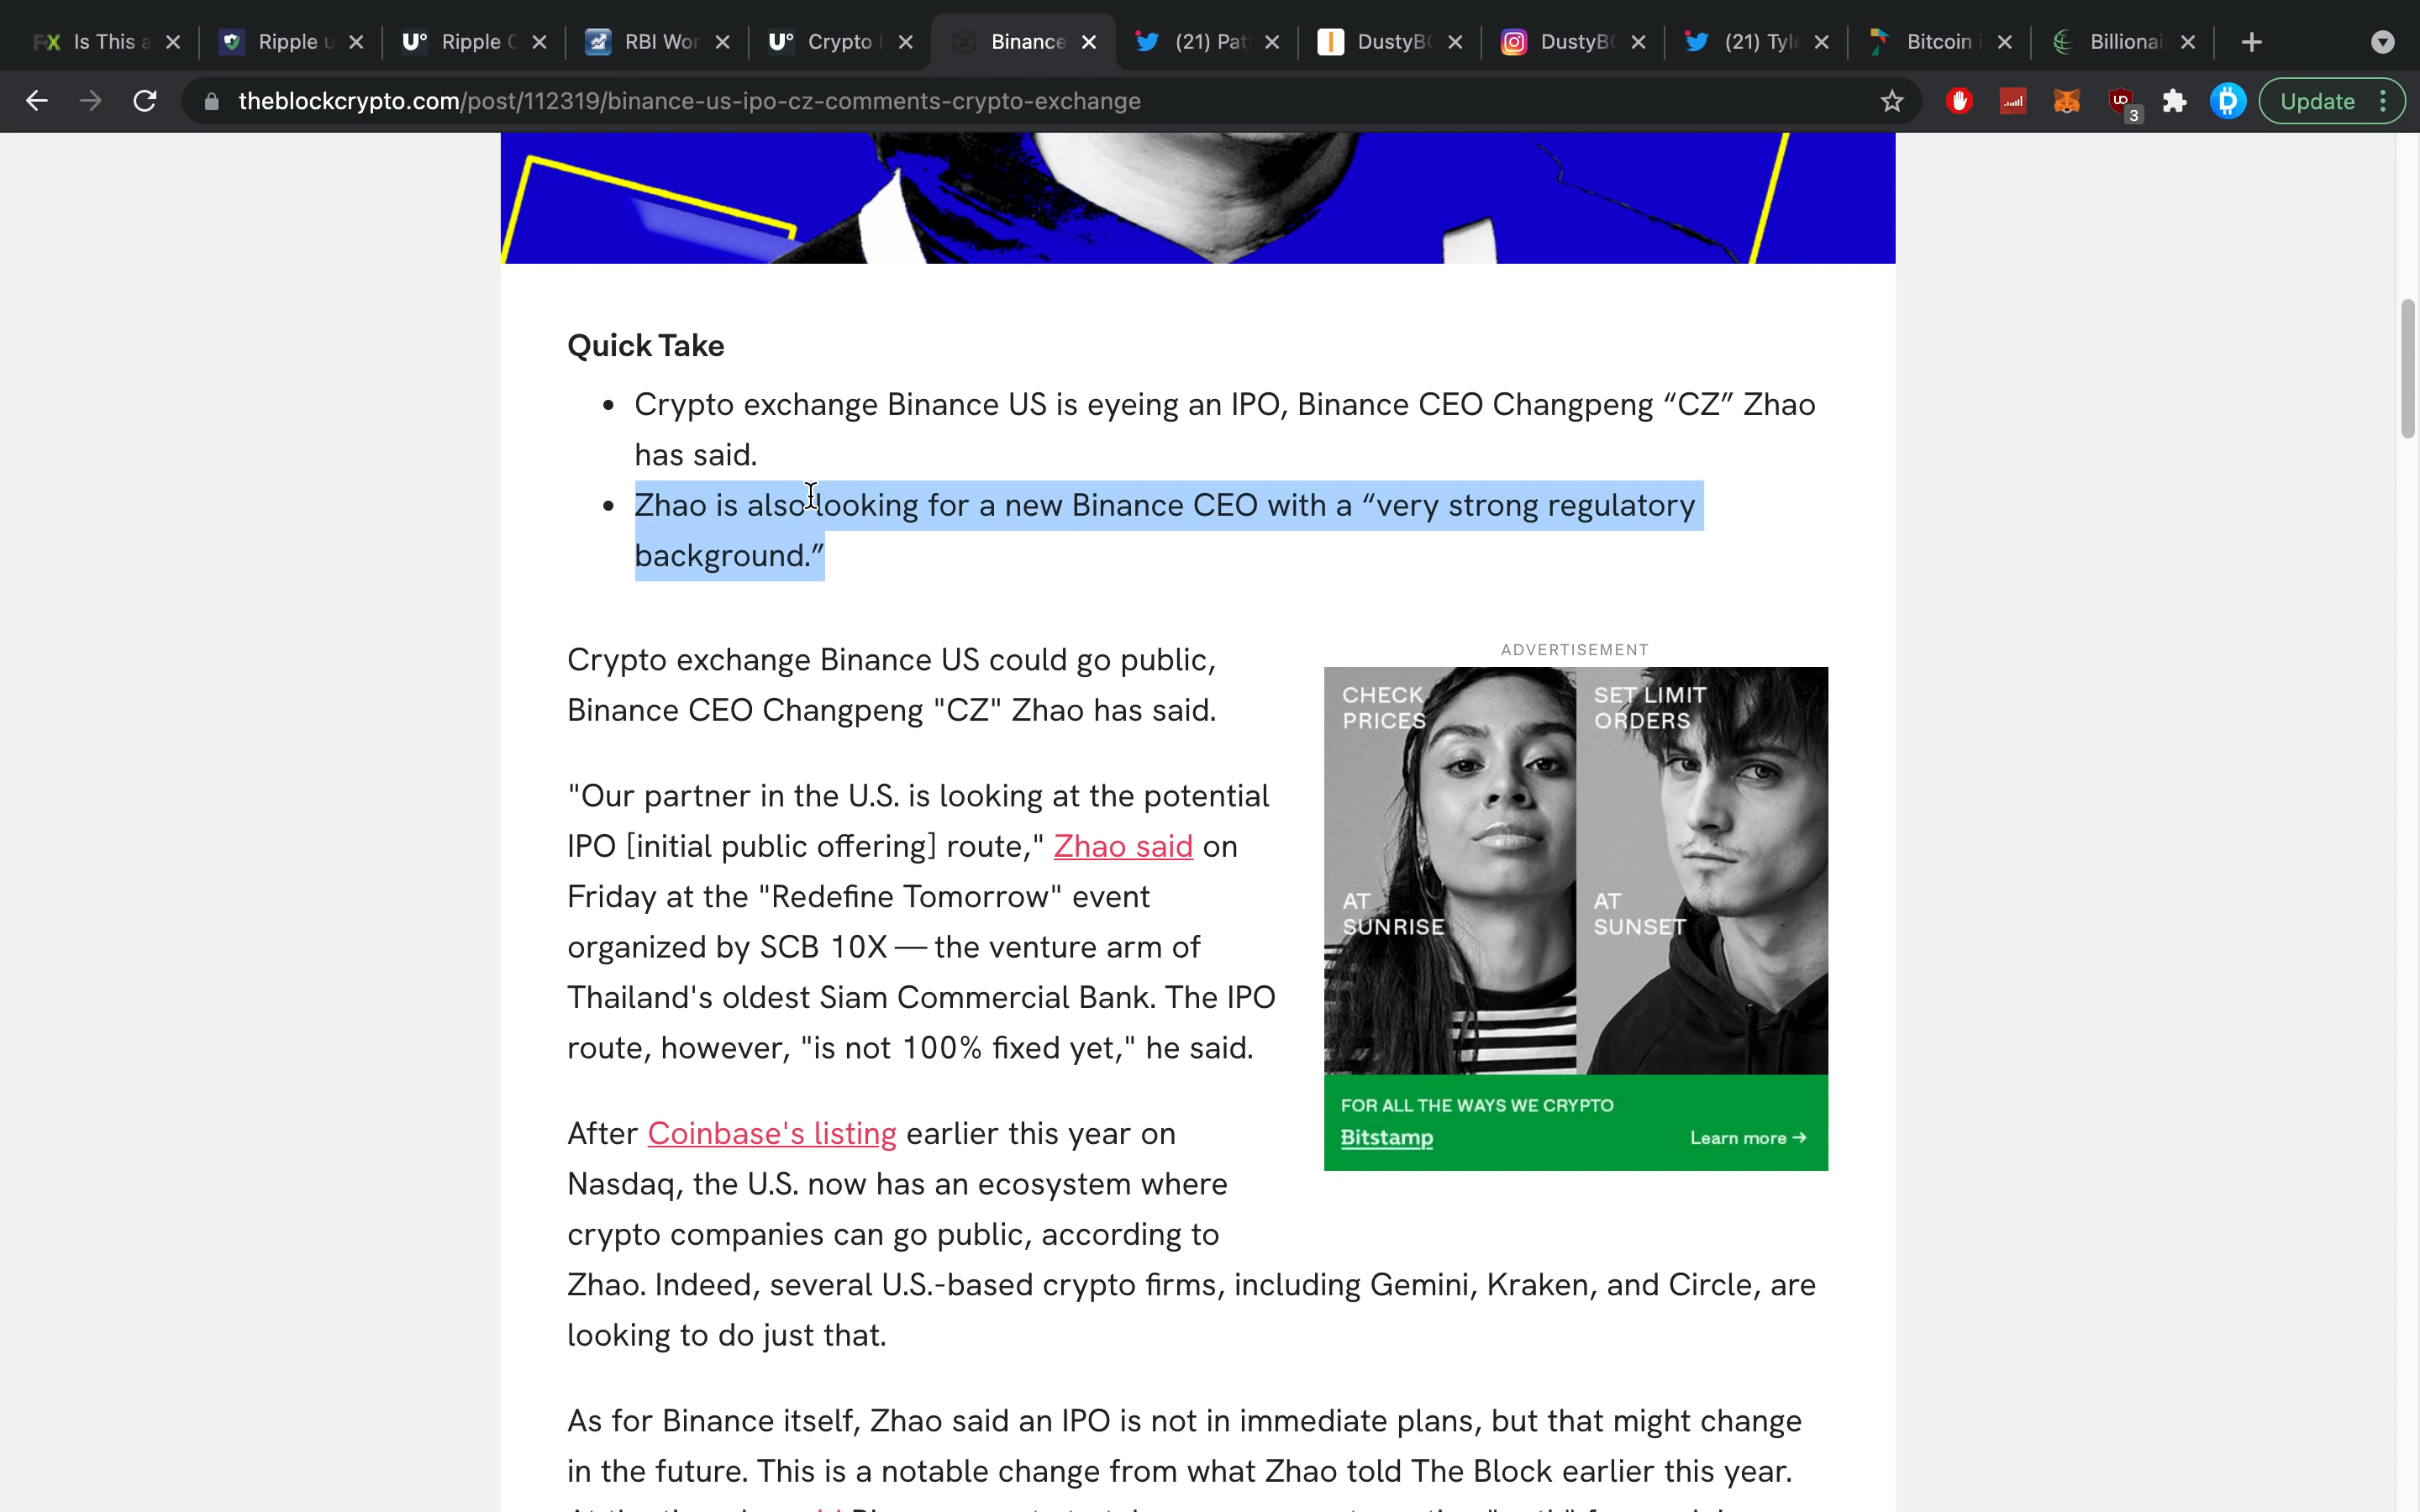 Is This a
Ripple u
U° Ripple C
RBI Wor
U° Crypto
Binance
(21) Pat
DustyBC
DustyBC
(21) Tyle
Bitcoin i
Billionai
theblockcrypto.com/post/112319/binance-us-ipo-cz-comments-crypto-exchange
3
Update
Quick Take
• Crypto exchange Binance US is eyeing an IPO, Binance CEO Changpeng “CZ” Zhao
has said.
• Zhao is also looking for a new Binance CEO with a “very strong regulatory
background.”
Crypto exchange Binance US could go public,
Binance CEO Changpeng "CZ" Zhao has said.
"Our partner in the U.S. is looking at the potential
IPO [initial public offering] route," Zhao said on
Friday at the "Redefine Tomorrow" event
organized by SCB 10X — the venture arm of
Thailand's oldest Siam Commercial Bank. The IPO
route, however, "is not 100% fixed yet," he said.
ADVERTISEMENT
CHECK
PRICES
AT
SUNRISE
SET LIMIT
ORDERS
AT
SUNSET
FOR ALL THE WAYS WE CRYPTO
Bitstamp
Learn more →
After Coinbase's listing earlier this year on
Nasdaq, the U.S. now has an ecosystem where
crypto companies can go public, according to
Zhao. Indeed, several U.S.-based crypto firms, including Gemini, Kraken, and Circle, are
looking to do just that.
As for Binance itself, Zhao said an IPO is not in immediate plans, but that might change
in the future. This is a notable change from what Zhao told The Block earlier this year.